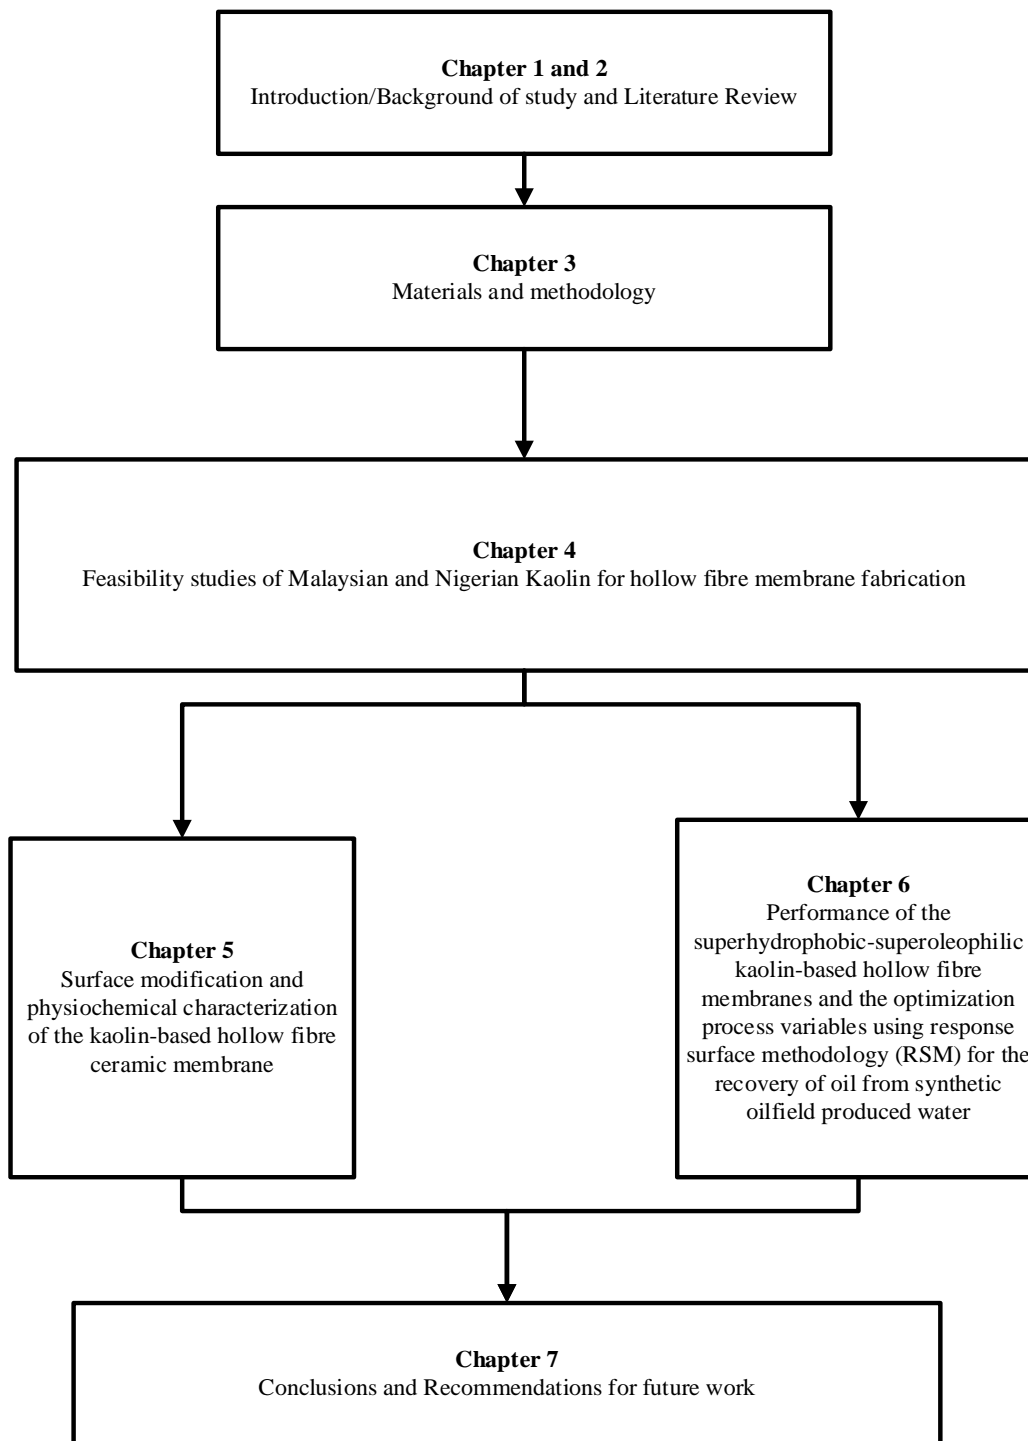 Chapter 1 and 2
Introduction/Background of study and Literature Review
Chapter 3
Materials and methodology
Chapter 4
Feasibility studies of Malaysian and Nigerian Kaolin for hollow fibre membrane fabrication
Chapter 5
Surface modification and
physiochemical characterization
of the kaolin-based hollow fibre
ceramic membrane
Chapter 6
Performance of the
superhydrophobic-superoleophilic
kaolin-based hollow fibre
membranes and the optimization
process variables using response
surface methodology (RSM) for the
recovery of oil from synthetic
oilfield produced water
Chapter 7
Conclusions and Recommendations for future work